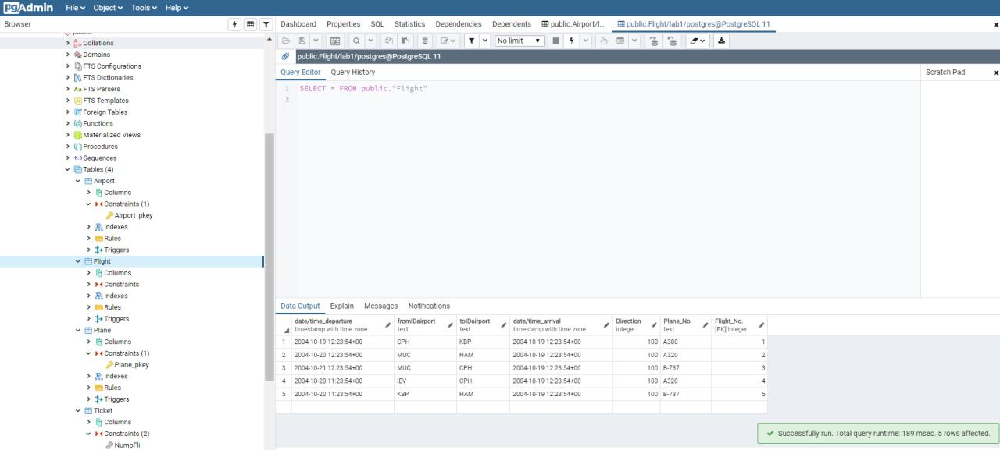 pgAdmin File Object Tools Help
Browser
Dashboard Properties SQL Statistics Dependencies Dependents public.Airport/l... public.Flight/lab1/postgres@PostgreSQL 11
No limit
public.Flight/lab1/postgres@PostgreSQL 11
Query Editor Query History
Scratch Pad
1 SELECT * FROM public."Flight"
2
public
Collations
Domains
FTS Configurations
FTS Dictionaries
FTS Parsers
FTS Templates
Foreign Tables
Functions
Materialized Views
Procedures
Sequences
Tables (4)
Airport
Columns
Constraints (1)
Airport_pkey
Indexes
Rules
Triggers
Flight
Columns
Constraints
Indexes
Rules
Triggers
Plane
Columns
Constraints (1)
Plane_pkey
Indexes
Rules
Triggers
Ticket
Columns
Constraints (2)
NumbFli
Data Output Explain Messages Notifications
date/time_departure fromIDairport toIDairport date/time_arrival Direction Plane_No. Flight_No.
timestamp with time zone text text timestamp with time zone integer text [PK] integer
1 2004-10-19 12:23:54+00 CPH KBP 2004-10-19 12:23:54+00 100 A380 1
2 2004-10-20 12:23:54+00 MUC HAM 2004-10-19 12:23:54+00 100 A320 2
3 2004-10-21 12:23:54+00 MUC CPH 2004-10-19 12:23:54+00 100 B-737 3
4 2004-10-20 11:23:54+00 IEV CPH 2004-10-19 12:23:54+00 100 A320 4
5 2004-10-20 11:23:54+00 KBP HAM 2004-10-19 12:23:54+00 100 B-737 5
Successfully run. Total query runtime: 189 msec. 5 rows affected.